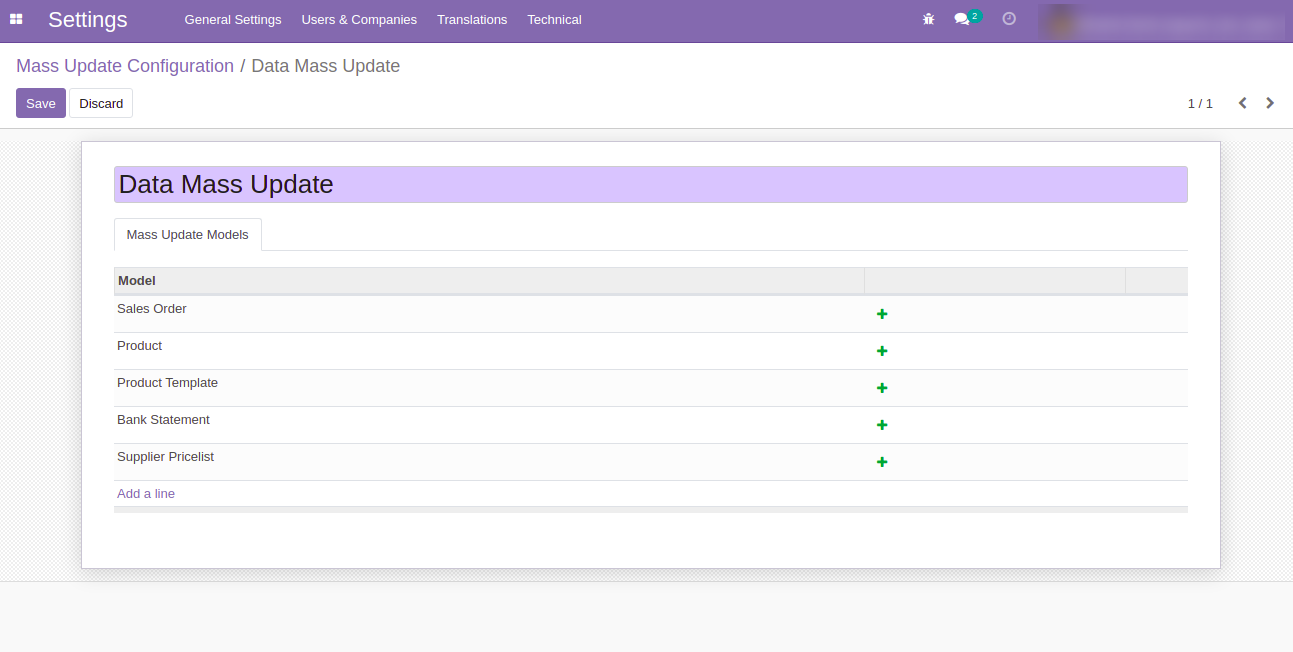 Settings General Settings Users & Companies Translations Technical 2
Mass Update Configuration / Data Mass Update
Save Discard 1 / 1
Data Mass Update
Mass Update Models
Model
Sales Order
Product
Product Template
Bank Statement
Supplier Pricelist
Add a line